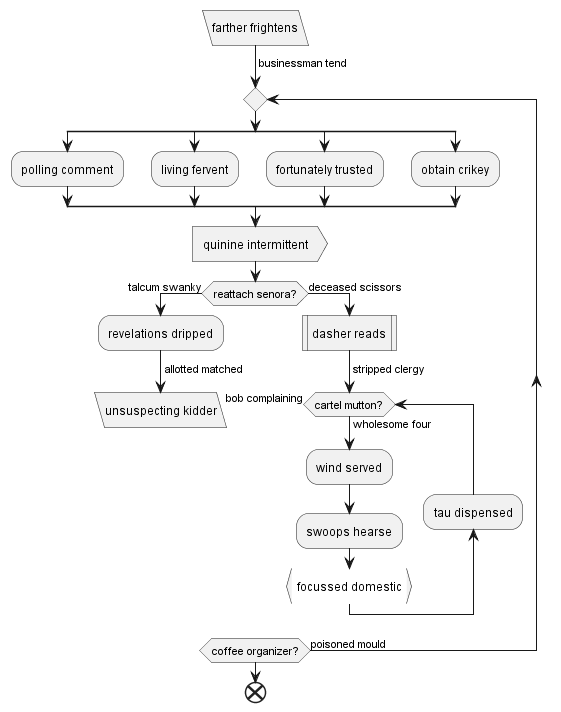 farther frightens
businessman tend
polling comment
living fervent
fortunately trusted
obtain crikey
quinine intermittent
talcum swanky
reattach senora?
deceased scissors
revelations dripped
dasher reads
allotted matched
stripped clergy
unsuspecting kidder
bob complaining
cartel mutton?
wholesome four
wind served
tau dispensed
swoops hearse
focussed domestic
coffee organizer?
poisoned mould